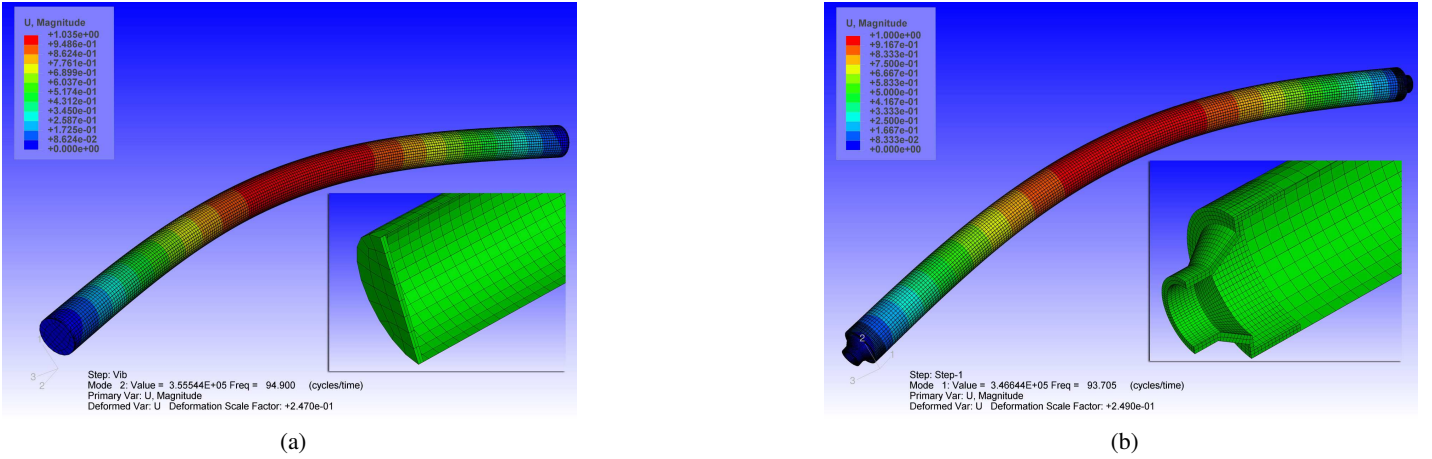 U, Magnitude
+1.035e+00
+9.486e-01
+8.624e-01
+7.761e-01
+6.899e-01
+6.037e-01
+5.174e-01
+4.312e-01
+3.450e-01
+2.587e-01
+1.725e-01
+8.624e-02
+0.000e+00
3
2
Step: Vib
Mode 2: Value = 3.55544E+05 Freq = 94.900 (cycles/time)
Primary Var: U, Magnitude
Deformed Var: U Deformation Scale Factor: +2.470e-01
(a)
U, Magnitude
+1.000e+00
+9.167e-01
+8.333e-01
+7.500e-01
+6.667e-01
+5.833e-01
+5.000e-01
+4.167e-01
+3.333e-01
+2.500e-01
+1.667e-01
+8.333e-02
+0.000e+00
2
1
3
Step: Step-1
Mode 1: Value = 3.46644E+05 Freq = 93.705 (cycles/time)
Primary Var: U, Magnitude
Deformed Var: U Deformation Scale Factor: +2.490e-01
(b)